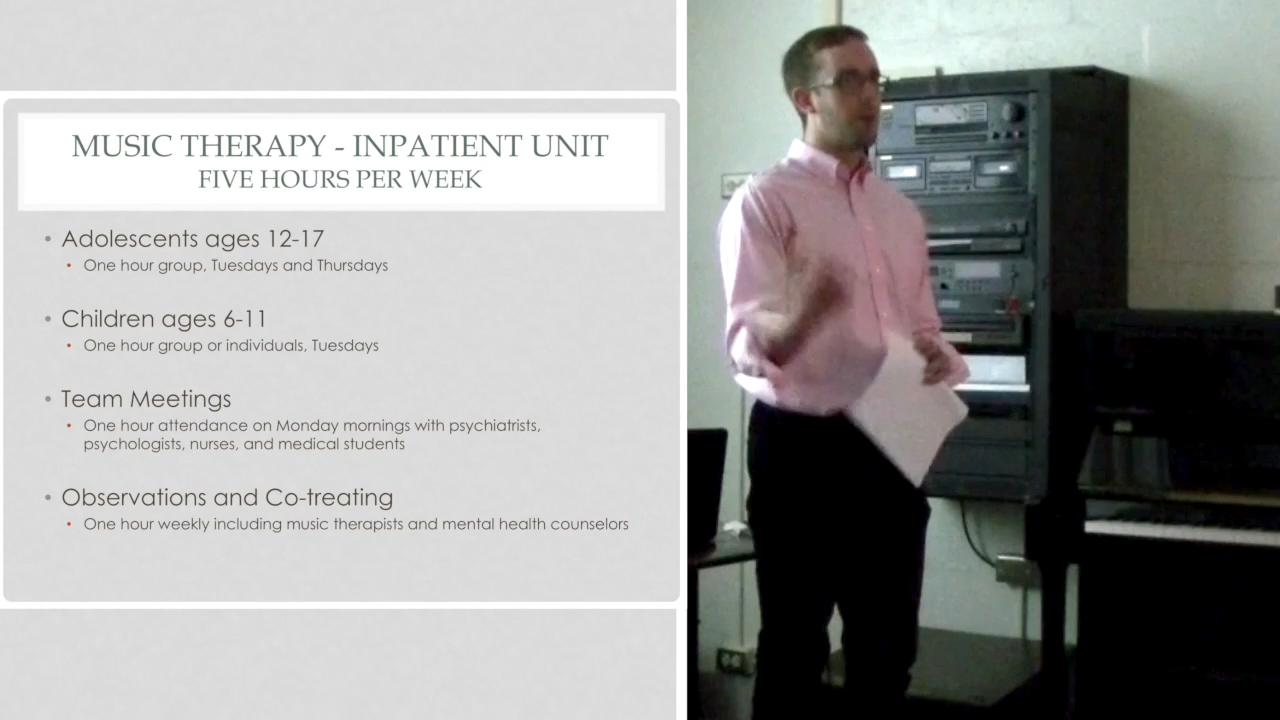 MUSIC THERAPY - INPATIENT UNIT
FIVE HOURS PER WEEK
• Adolescents ages 12-17
• One hour group, Tuesdays and Thursdays
• Children ages 6-11
• One hour group or individuals, Tuesdays
• Team Meetings
• One hour attendance on Monday mornings with psychiatrists,
psychologists, nurses, and medical students
• Observations and Co-treating
• One hour weekly including music therapists and mental health counselors